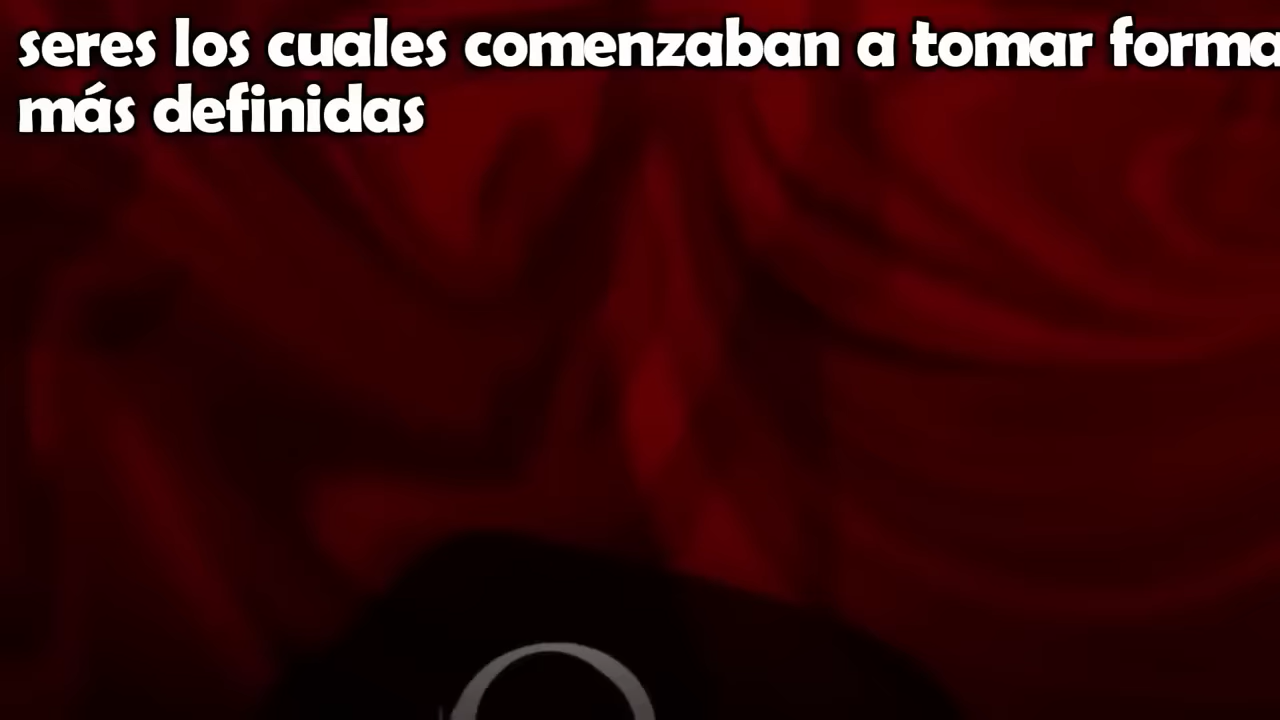 seres los cuales comenzaban a tomar forma
más definidas